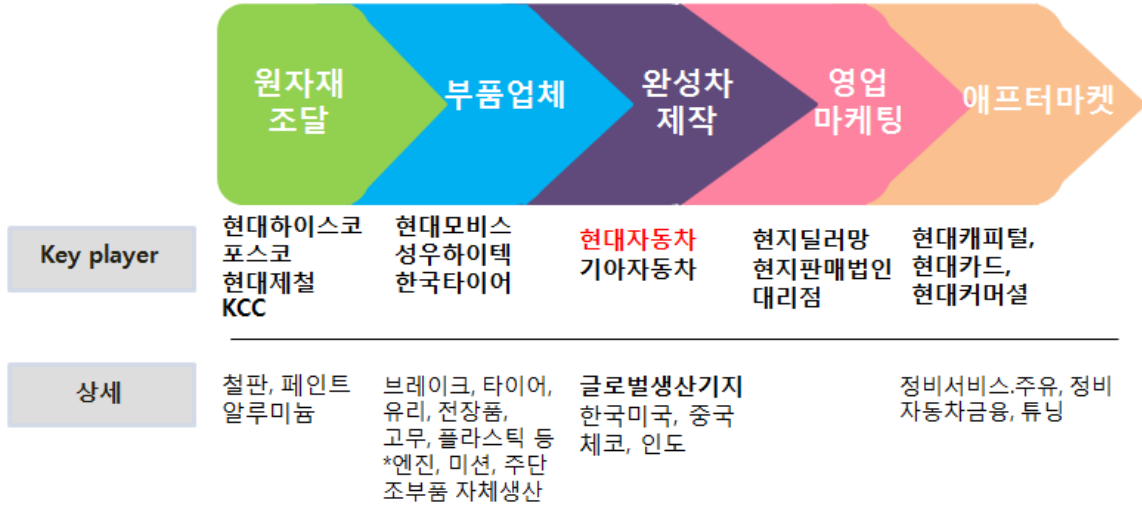 원자재
조달
부품업체
완성차
제작
영업
마케팅
애프터마켓
Key player
현대하이스코
포스코
현대제철
KCC
현대모비스
성우하이텍
한국타이어
현대자동차
기아자동차
현지딜러망
현지판매법인
대리점
현대캐피털,
현대카드,
현대커머셜
상세
철판, 페인트
알루미늄
브레이크, 타이어,
유리, 전장품,
고무, 플라스틱 등
*엔진, 미션, 주단
조부품 자체생산
글로벌생산기지
한국미국, 중국
체코, 인도
정비서비스.주유, 정비
자동차금융, 튜닝